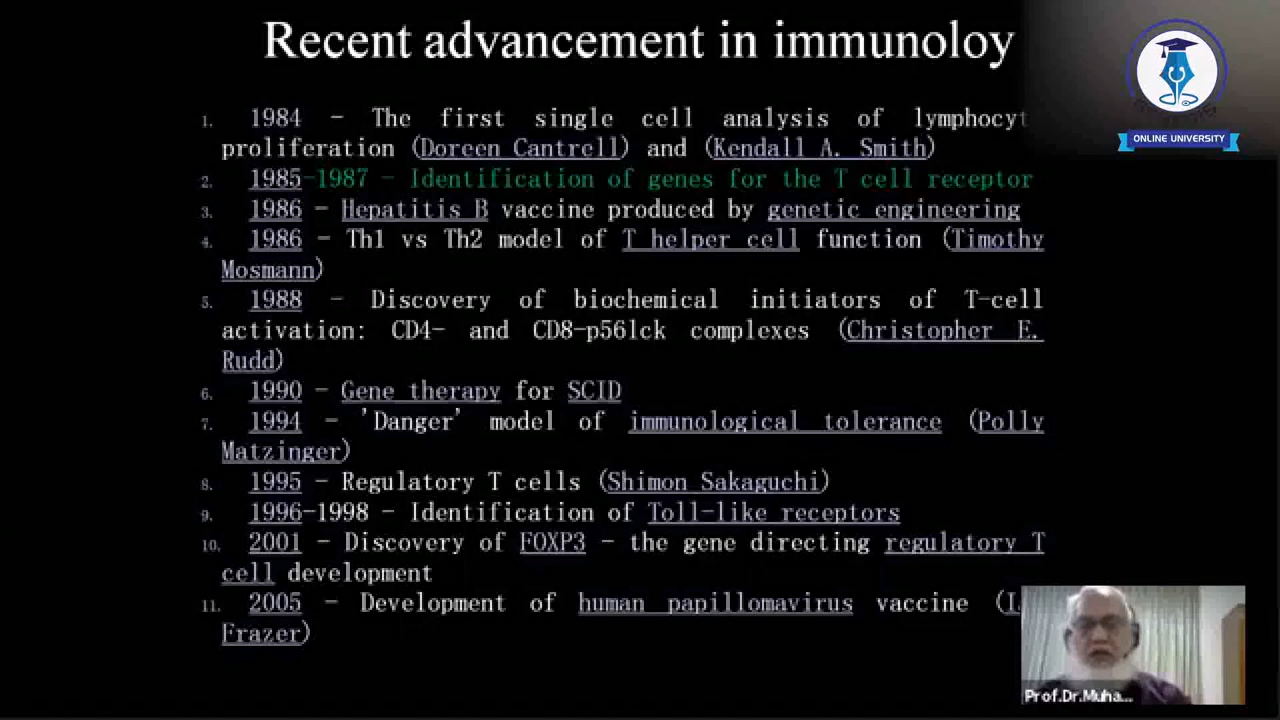 Recent advancement in immunoloy
ONLINE UNIVERSITY
1. 1984 – The first single cell analysis of lymphocyt
proliferation (Doreen Cantrell) and (Kendall A. Smith)
2. 1985-1987 – Identification of genes for the T cell receptor
3. 1986 – Hepatitis B vaccine produced by genetic engineering
4. 1986 – Th1 vs Th2 model of T helper cell function (Timothy
Mosmann)
5. 1988 – Discovery of biochemical initiators of T-cell
activation: CD4- and CD8-p56lck complexes (Christopher E.
Rudd)
6. 1990 – Gene therapy for SCID
7. 1994 – 'Danger' model of immunological tolerance (Polly
Matzinger)
8. 1995 – Regulatory T cells (Shimon Sakaguchi)
9. 1996-1998 – Identification of Toll-like receptors
10. 2001 – Discovery of FOXP3 – the gene directing regulatory T
cell development
11. 2005 – Development of human papillomavirus vaccine (I
Frazer)
Prof.Dr.Muha...